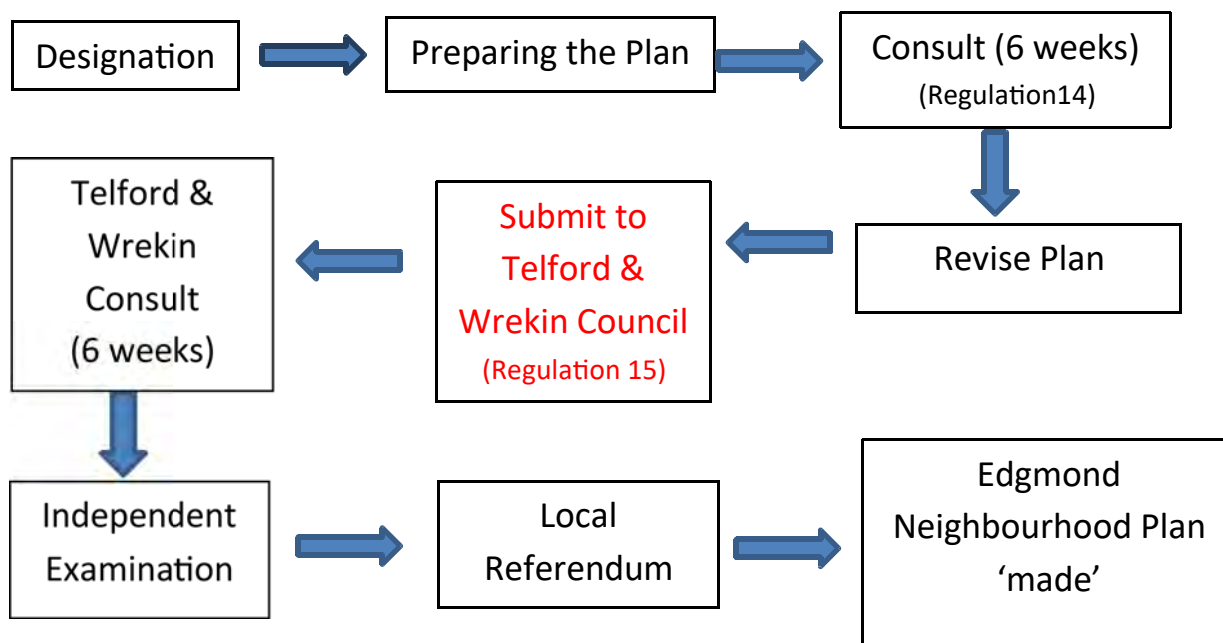 Designation
Preparing the Plan
Consult (6 weeks)
(Regulation14)
Revise Plan
Submit to
Telford &
Wrekin Council
(Regulation 15)
Telford &
Wrekin
Consult
(6 weeks)
Independent
Examination
Local
Referendum
Edgmond
Neighbourhood Plan
‘made’